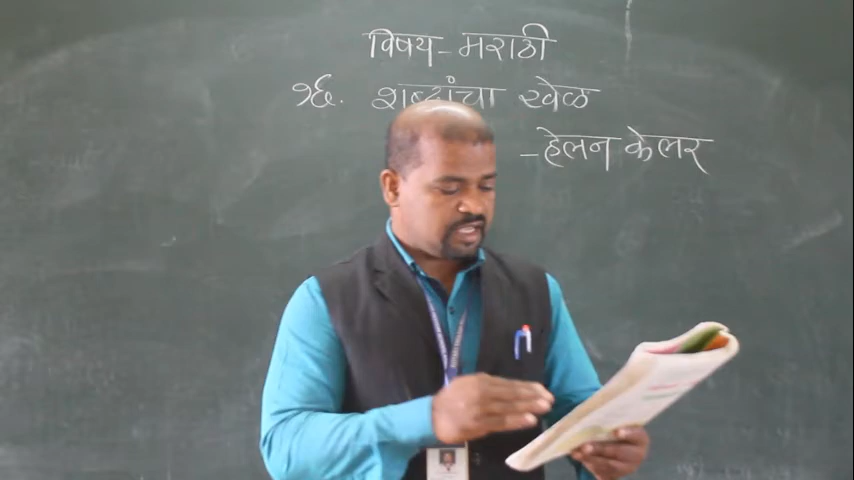 विषय - मराठी
१६. शब्दांचा खेळ
- हेलन केलर